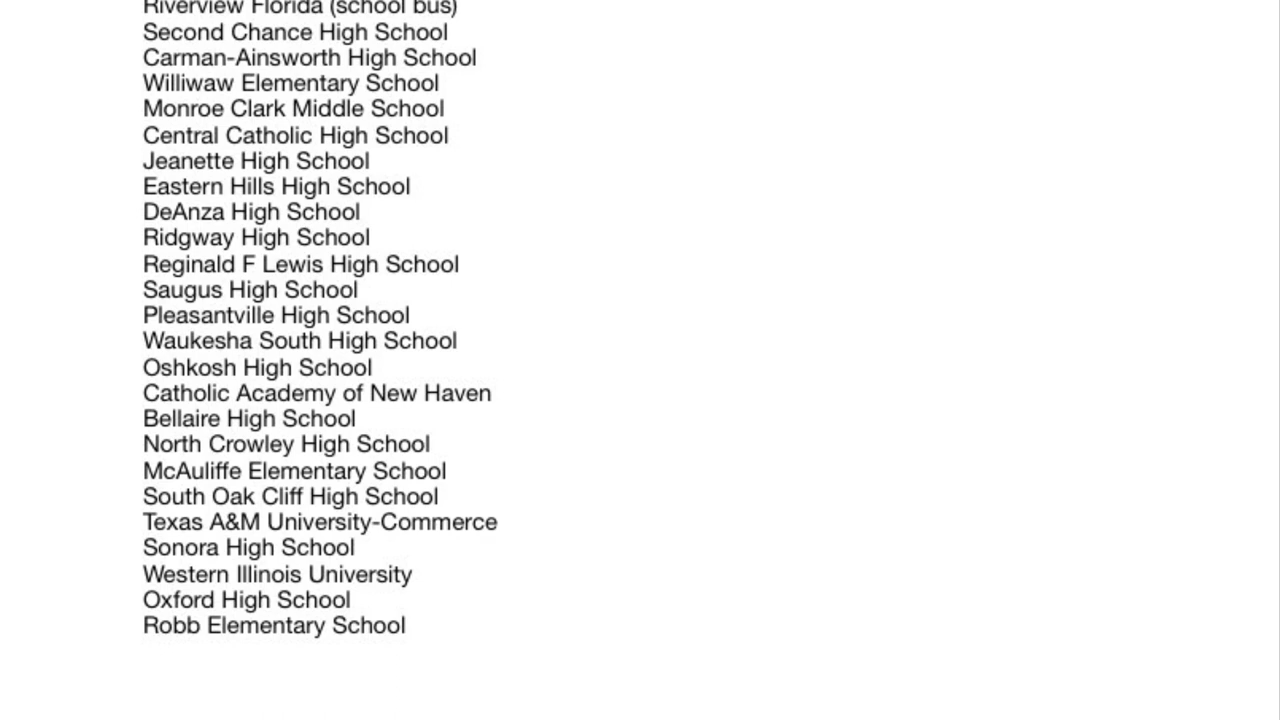 Riverview Florida (school bus)
Second Chance High School
Carman-Ainsworth High School
Williwaw Elementary School
Monroe Clark Middle School
Central Catholic High School
Jeanette High School
Eastern Hills High School
DeAnza High School
Ridgway High School
Reginald F Lewis High School
Saugus High School
Pleasantville High School
Waukesha South High School
Oshkosh High School
Catholic Academy of New Haven
Bellaire High School
North Crowley High School
McAuliffe Elementary School
South Oak Cliff High School
Texas A&M University-Commerce
Sonora High School
Western Illinois University
Oxford High School
Robb Elementary School